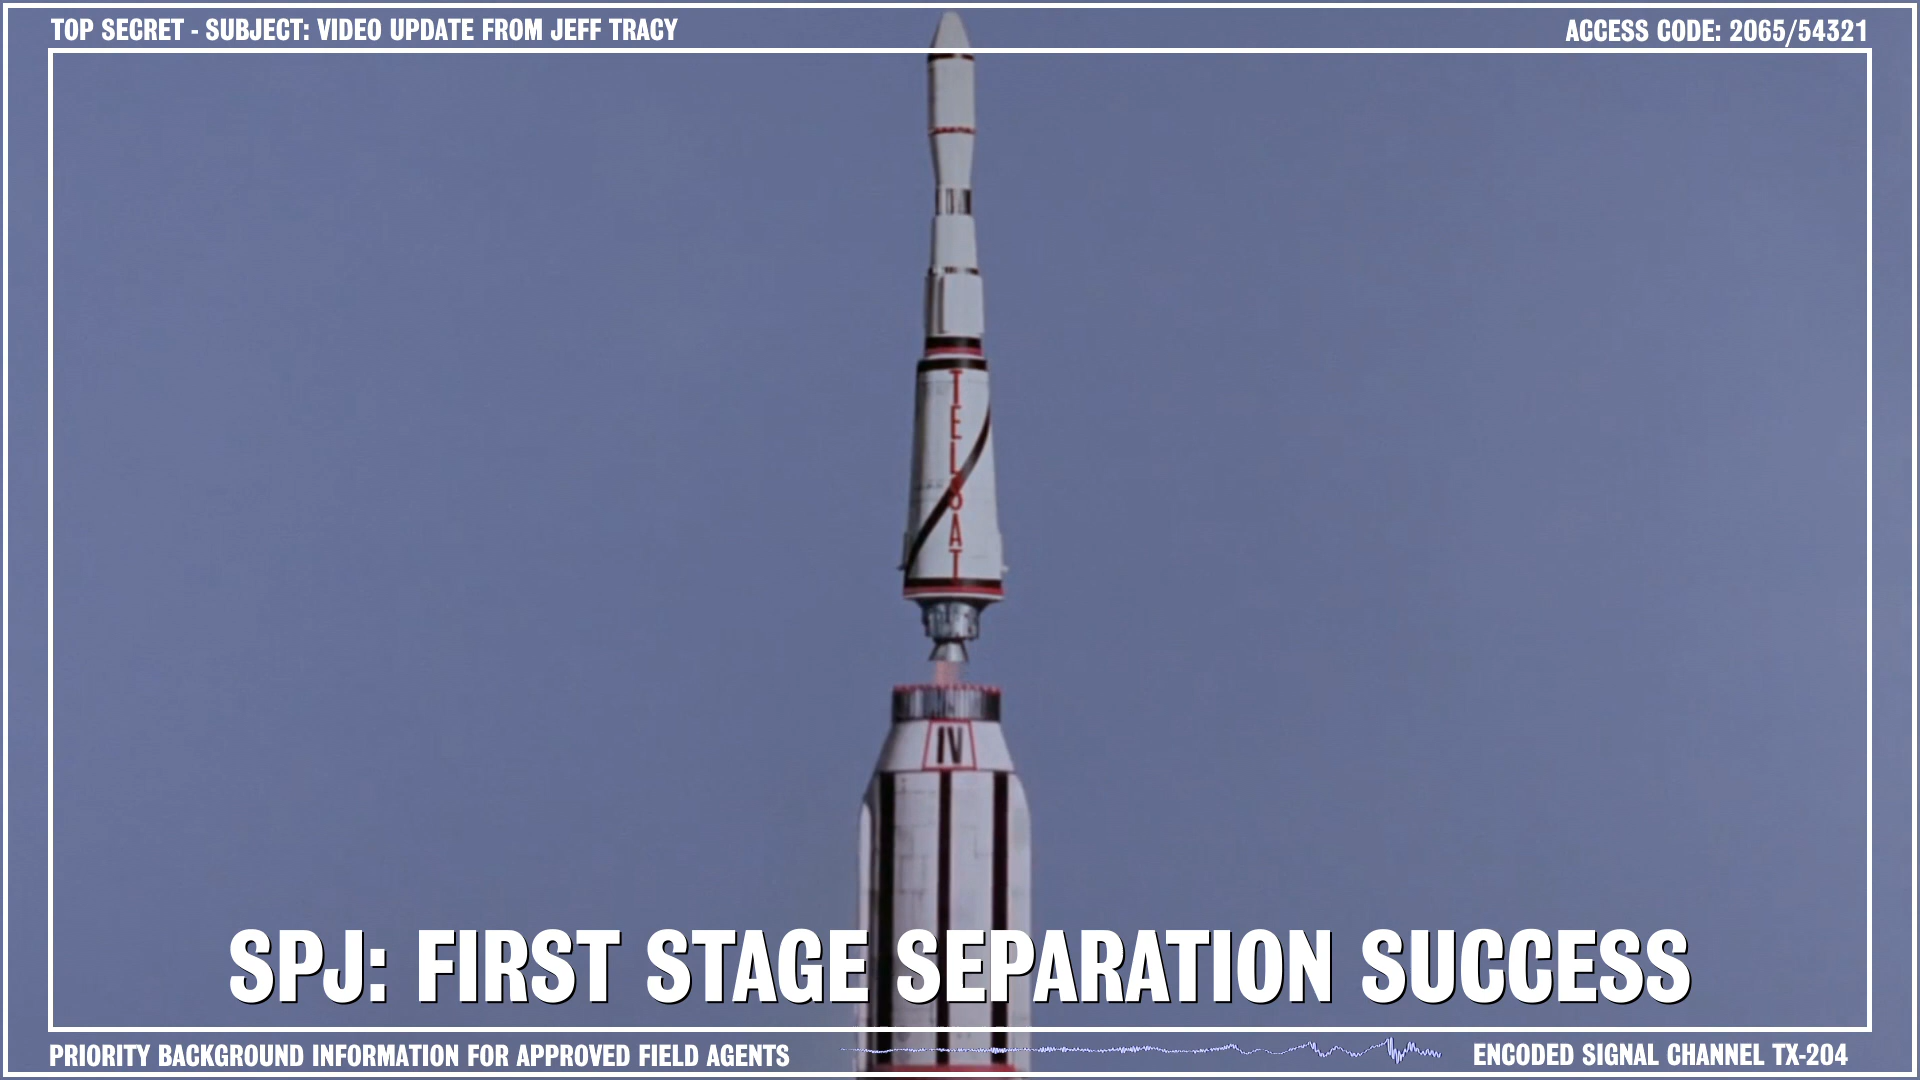 TOP SECRET - SUBJECT: VIDEO UPDATE FROM JEFF TRACY
ACCESS CODE: 2065/54321
TELSAT
IV
SPJ: FIRST STAGE SEPARATION SUCCESS
PRIORITY BACKGROUND INFORMATION FOR APPROVED FIELD AGENTS
ENCODED SIGNAL CHANNEL TX-204